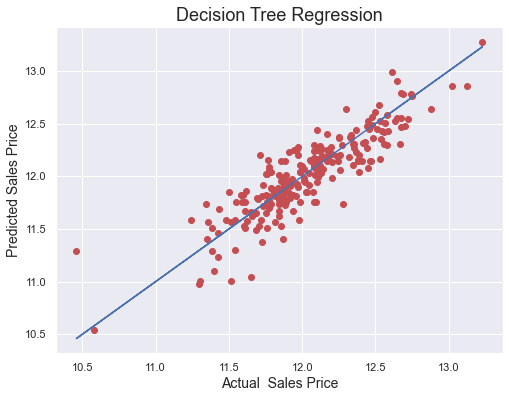 Decision Tree Regression
Predicted Sales Price
13.0
12.5
12.0
11.5
11.0
10.5
10.5 11.0 11.5 12.0 12.5 13.0
Actual  Sales Price